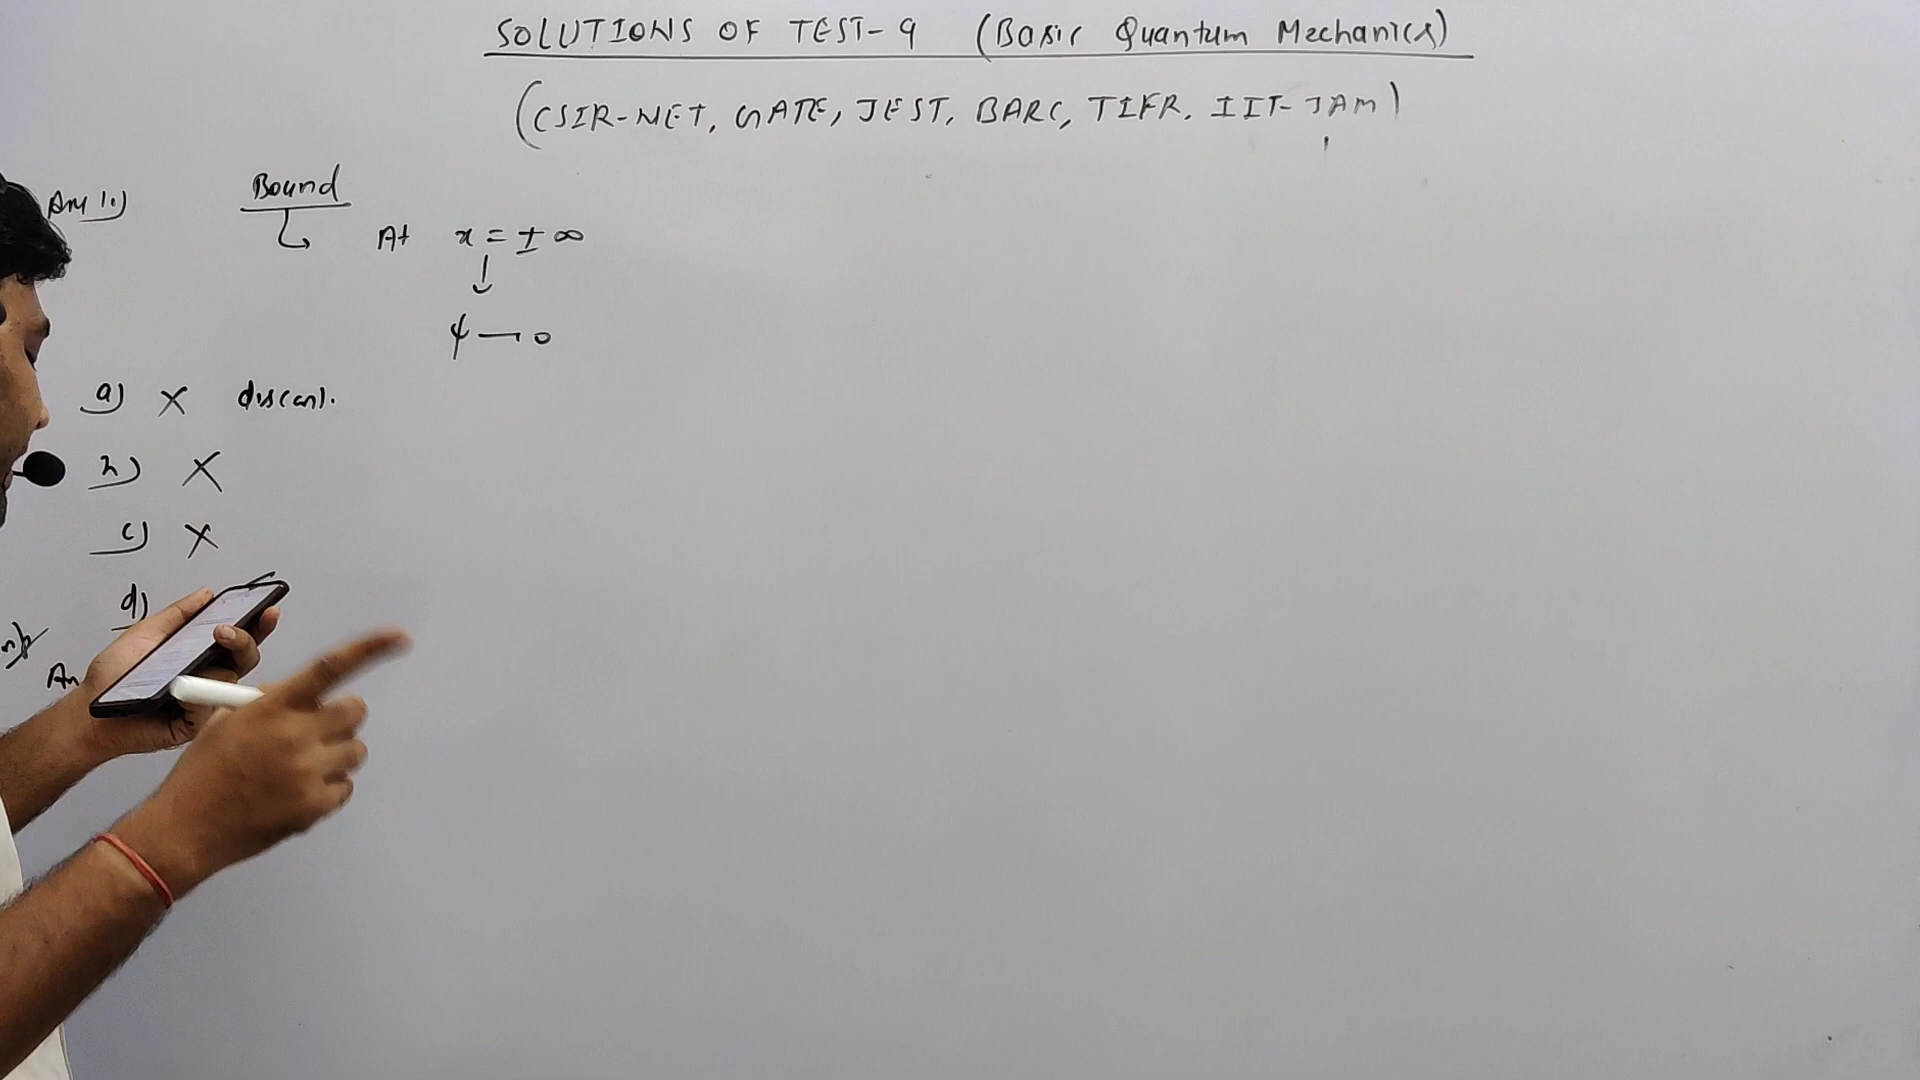 SOLUTIONS OF TEST-9 (Basic Quantum Mechanics)
(CSIR-NET, GATE, JEST, BARC, TIFR, IIT-JAM)
Ans 1.) Bound
At x = ± ∞
↓
ψ → 0
a) X discont.
b) X
c) X
d)
An